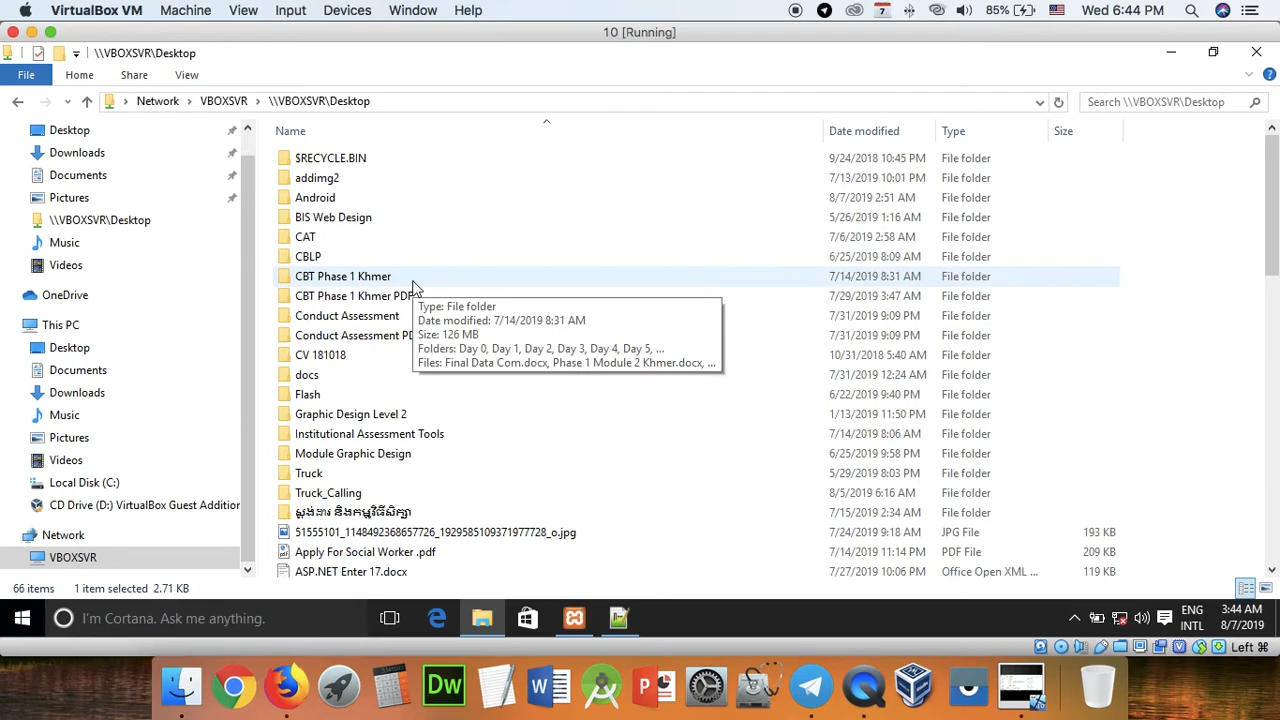 VirtualBox VM Machine View Input Devices Window Help 7 85% Wed 6:44 PM
10 [Running]
\\VBOXSVR\Desktop
File Home Share View
Network > VBOXSVR > \\VBOXSVR\Desktop Search \\VBOXSVR\Desktop
Name Date modified Type Size
Desktop
Downloads
Documents
Pictures
\\VBOXSVR\Desktop
Music
Videos
OneDrive
This PC
Desktop
Documents
Downloads
Music
Pictures
Videos
Local Disk (C:)
CD Drive (D:) VirtualBox Guest Addition
Network
VBOXSVR
$RECYCLE.BIN 9/24/2018 10:45 PM File folder
addimg2 7/13/2019 10:01 PM File folder
Android 8/7/2019 2:51 AM File folder
BIS Web Design 5/26/2019 1:16 AM File folder
CAT 7/6/2019 2:58 AM File folder
CBLP 6/25/2019 8:09 AM File folder
CBT Phase 1 Khmer 7/14/2019 8:31 AM File folder
CBT Phase 1 Khmer PDF 7/29/2019 3:47 AM File folder
Conduct Assessment 7/31/2019 9:09 PM File folder
Conduct Assessment PD 7/31/2019 9:09 PM File folder
CV 181018 10/31/2018 5:40 AM File folder
docs 7/31/2019 12:24 AM File folder
Flash 6/22/2019 9:40 PM File folder
Graphic Design Level 2 1/13/2019 11:50 PM File folder
Institutional Assessment Tools 7/14/2019 8:06 AM File folder
Module Graphic Design 6/25/2019 9:58 PM File folder
Truck 5/29/2019 8:03 PM File folder
Truck_Calling 8/5/2019 6:16 AM File folder
7/15/2019 2:34 AM File folder
51555101_1148492368657726_1929585109371977728_o.jpg 7/24/2019 9:18 AM JPG File 193 KB
Apply For Social Worker .pdf 7/14/2019 11:14 PM PDF File 209 KB
ASP.NET Enter 17.docx 7/27/2019 10:06 PM Office Open XML ... 119 KB
Type: File folder
Date modified: 7/14/2019 8:31 AM
Size: 126 MB
Folders: Day 0, Day 1, Day 2, Day 3, Day 4, Day 5, ...
Files: Final Data Com.docx, Phase 1 Module 2 Khmer.docx, ...
66 items 1 item selected 2.71 KB
I'm Cortana. Ask me anything. ENG 3:44 AM
INTL 8/7/2019
Left ⌘
Dw W P